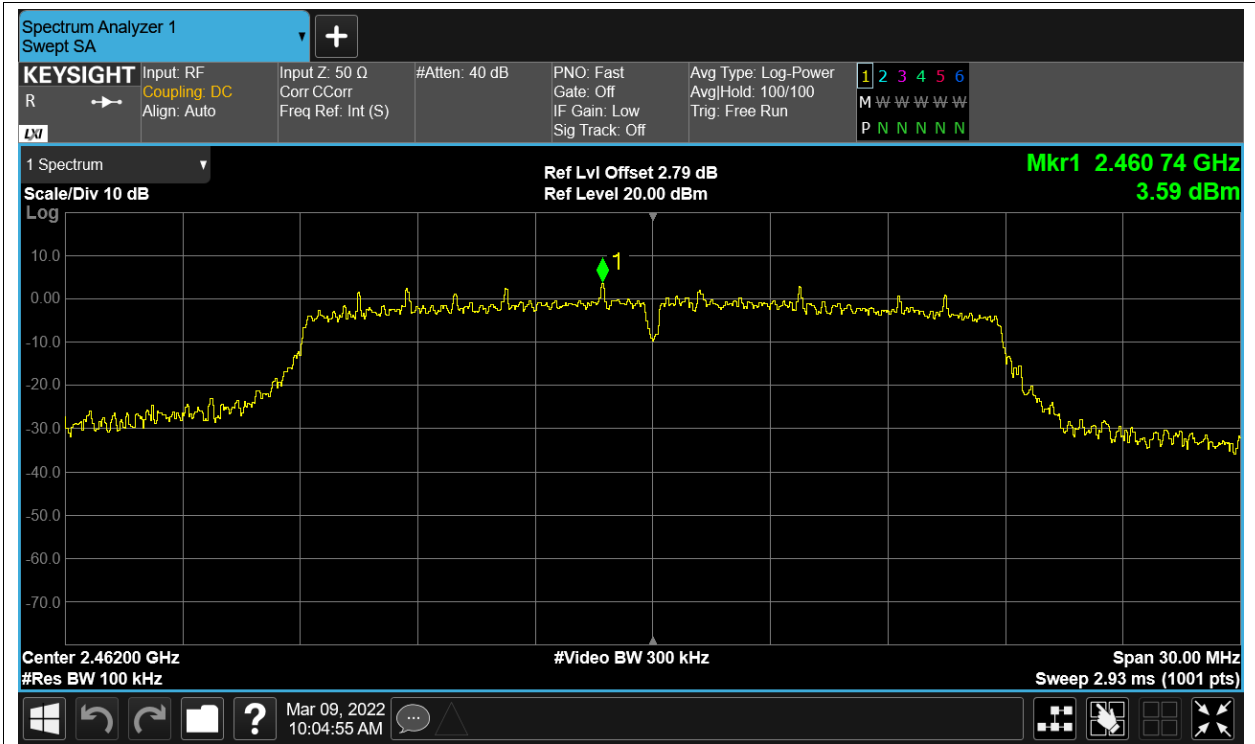 Spectrum Analyzer 1
Swept SA
KEYSIGHT Input: RF Input Z: 50 Ω #Atten: 40 dB PNO: Fast Avg Type: Log-Power 1 2 3 4 5 6
R Coupling: DC Corr CCorr Gate: Off Avg|Hold: 100/100 M W W W W W
Align: Auto Freq Ref: Int (S) IF Gain: Low Trig: Free Run
LXI Sig Track: Off P N N N N N
1 Spectrum Ref Lvl Offset 2.79 dB Mkr1 2.460 74 GHz
Scale/Div 10 dB Ref Level 20.00 dBm 3.59 dBm
Log
10.0
1
0.00
-10.0
-20.0
-30.0
-40.0
-50.0
-60.0
-70.0
Center 2.46200 GHz #Video BW 300 kHz Span 30.00 MHz
#Res BW 100 kHz Sweep 2.93 ms (1001 pts)
? Mar 09, 2022
10:04:55 AM